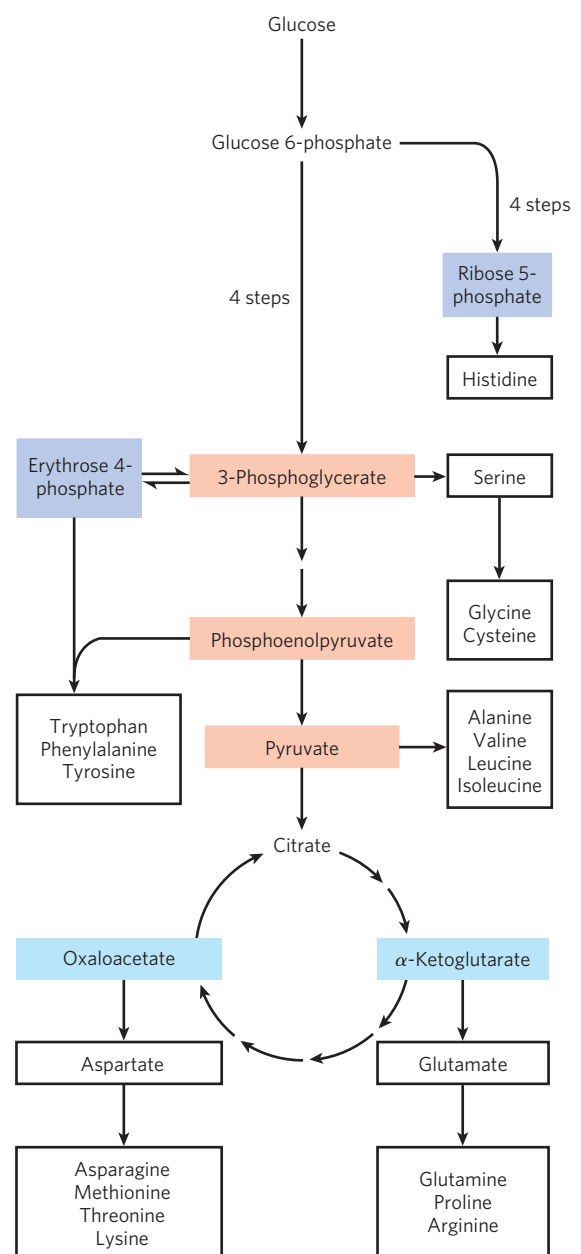 Glucose
Glucose 6-phosphate
4 steps
Ribose 5-
phosphate
4 steps
Histidine
Erythrose 4-
phosphate
3-Phosphoglycerate
Serine
Glycine
Cysteine
Phosphoenolpyruvate
Tryptophan
Phenylalanine
Tyrosine
Pyruvate
Alanine
Valine
Leucine
Isoleucine
Citrate
Oxaloacetate
α-Ketoglutarate
Aspartate
Glutamate
Asparagine
Methionine
Threonine
Lysine
Glutamine
Proline
Arginine